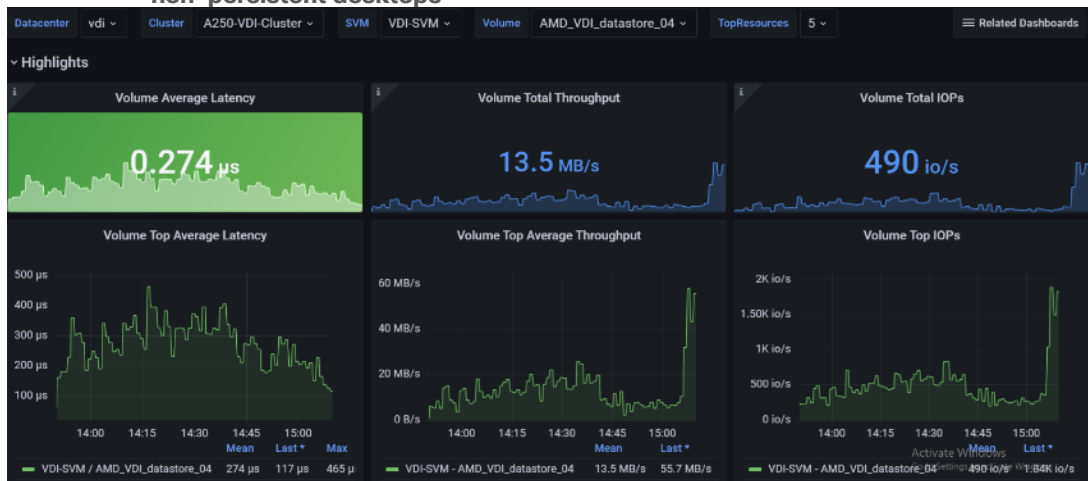 non-persistent desktops
Datacenter vdi Cluster A250-VDI-Cluster SVM VDI-SVM Volume AMD_VDI_datastore_04 TopResources 5 Related Dashboards
Highlights
Volume Average Latency
0.274 µs
Volume Total Throughput
13.5 MB/s
Volume Total IOPs
490 io/s
Volume Top Average Latency
500 µs
400 µs
300 µs
200 µs
100 µs
14:00 14:15 14:30 14:45 15:00
Mean Last * Max
VDI-SVM / AMD_VDI_datastore_04 274 µs 117 µs 465 µ
Volume Top Average Throughput
60 MB/s
40 MB/s
20 MB/s
0 B/s
14:00 14:15 14:30 14:45 15:00
Mean Last *
VDI-SVM - AMD_VDI_datastore_04 13.5 MB/s 55.7 MB/s
Volume Top IOPs
2K io/s
1.50K io/s
1K io/s
500 io/s
0 io/s
14:00 14:15 14:30 14:45 15:00
Mean Last *
VDI-SVM - AMD_VDI_datastore_04 490 io/s 1.84K io/s
Activate Windows